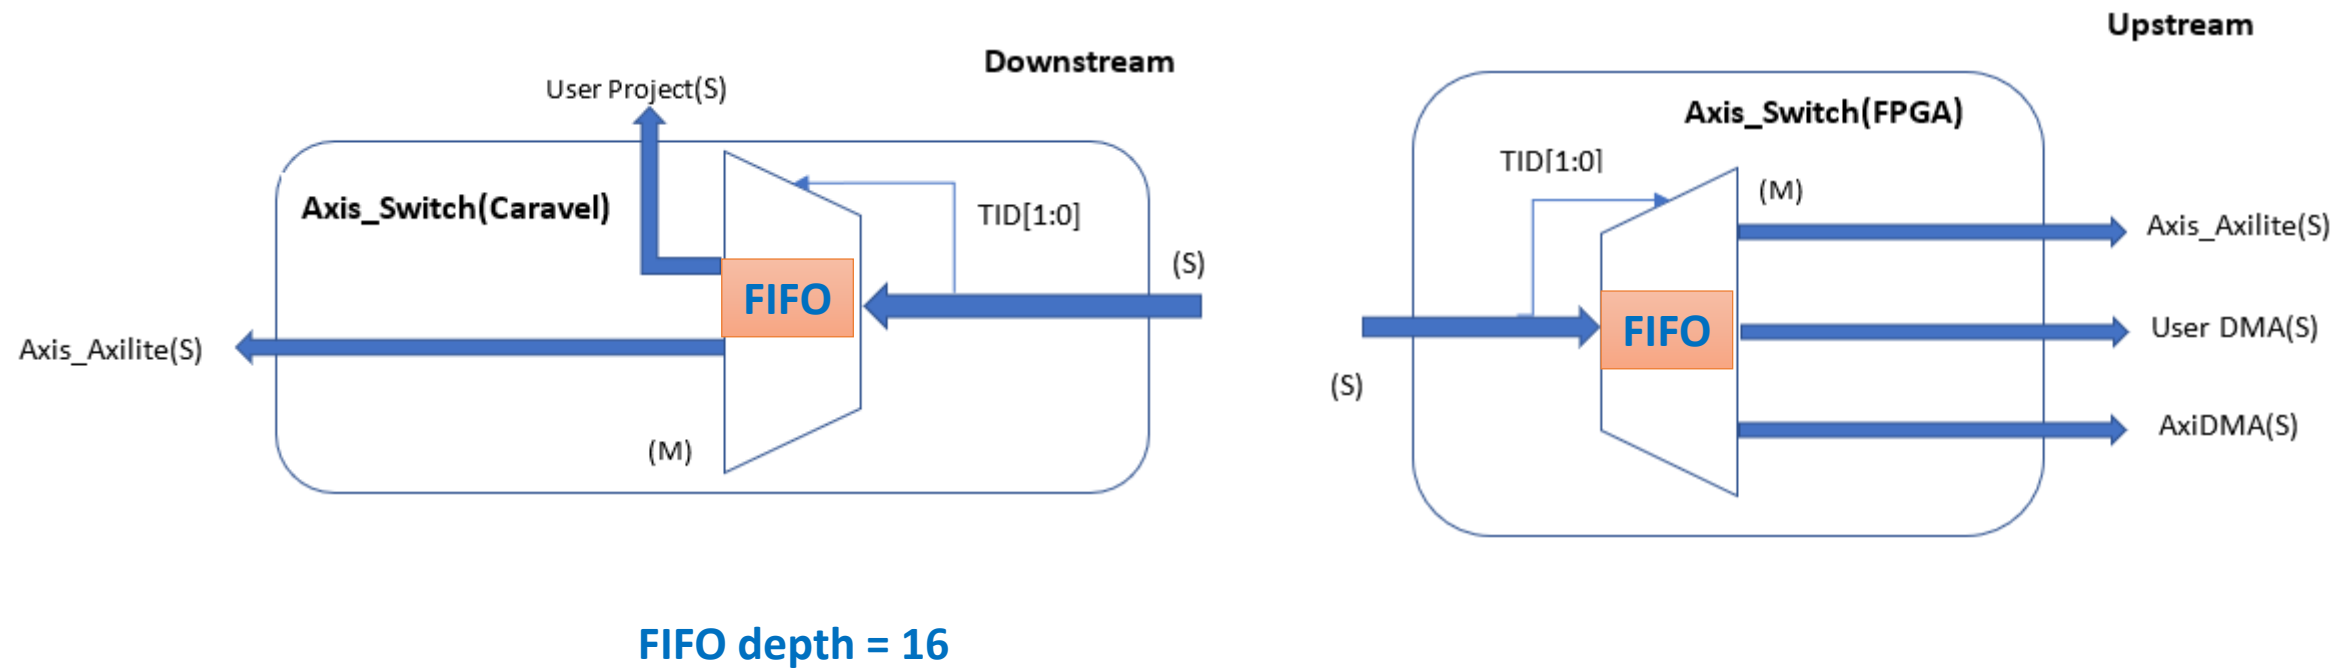 Downstream
User Project(S)
Axis_Switch(Caravel)
TID[1:0]
(S)
FIFO
Axis_Axilite(S)
(M)
Upstream
Axis_Switch(FPGA)
TID[1:0]
(M)
Axis_Axilite(S)
FIFO
User DMA(S)
(S)
AxiDMA(S)
FIFO depth = 16